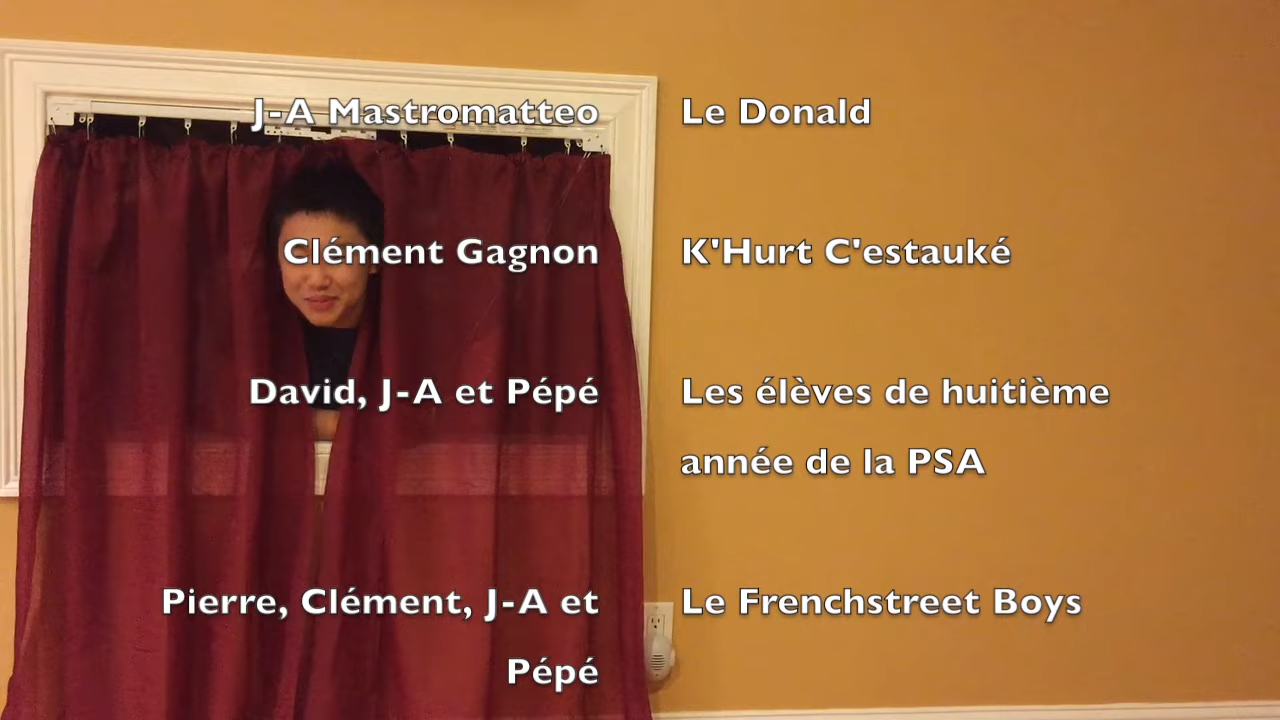 J-A Mastromatteo Le Donald
Clément Gagnon K'Hurt C'estauké
David, J-A et Pépé Les élèves de huitième
année de la PSA
Pierre, Clément, J-A et Le Frenchstreet Boys
Pépé